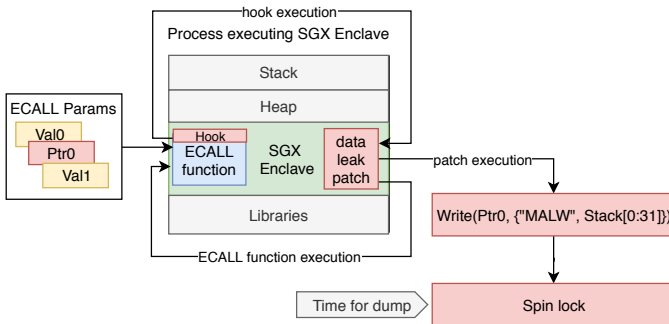 hook execution
Process executing SGX Enclave
Stack
ECALL Params
Heap
Val0
Ptr0
Val1
Hook
ECALL
function
SGX
Enclave
data
leak
patch
patch execution
Libraries
Write(Ptr0, {"MALW", Stack[0:31]})
ECALL function execution
Time for dump
Spin lock